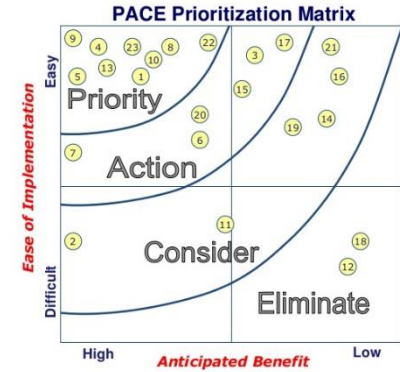 PACE Prioritization Matrix
9
4
23
8
22
17
21
10
3
5
13
1
16
15
Priority
20
14
19
6
7
Action
11
2
Consider
18
12
Eliminate
Easy
Ease of Implementation
Difficult
High
Low
Anticipated Benefit